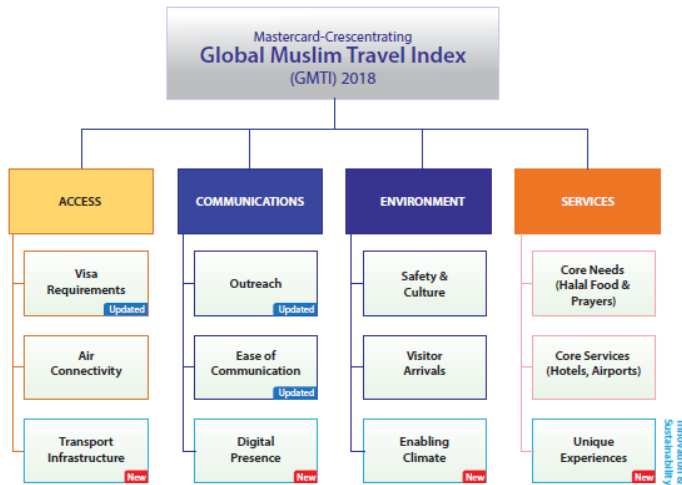 Mastercard-Crescentrating
Global Muslim Travel Index
(GMTI) 2018
ACCESS
COMMUNICATIONS
ENVIRONMENT
SERVICES
Visa
Requirements
Updated
Outreach
Updated
Safety &
Culture
Core Needs
(Halal Food &
Prayers)
Air
Connectivity
Ease of
Communication
Updated
Visitor
Arrivals
Core Services
(Hotels, Airports)
Transport
Infrastructure
New
Digital
Presence
New
Enabling
Climate
New
Unique
Experiences
New
Innovation &
Sustainability